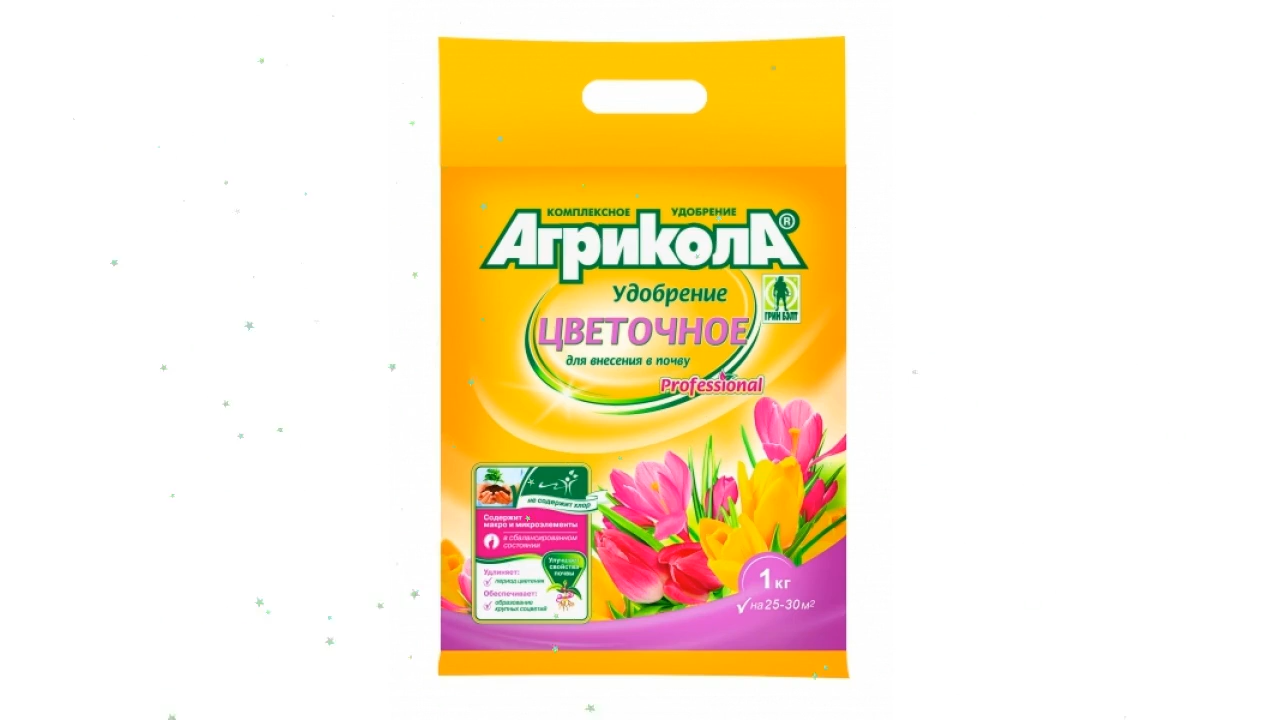 КОМПЛЕКСНОЕ УДОБРЕНИЕ
АгриколА®
Удобрение
ЦВЕТОЧНОЕ
для внесения в почву
Professional
ГРИН БЭЛТ
не содержит хлор
Содержит
макро и микроэлементы
в сбалансированном
состоянии
Улучшает
свойства
почвы
Удлиняет:
период цветения
Обеспечивает:
образование
крупных соцветий
1 кг
на 25-30 м²